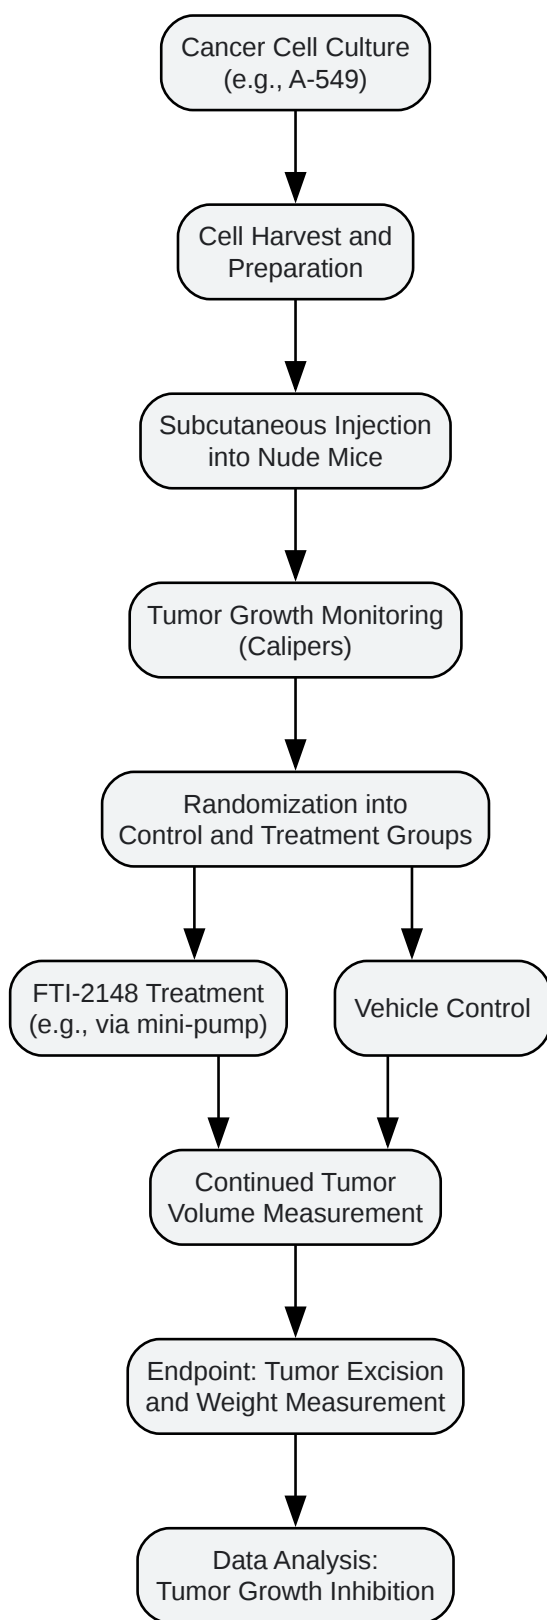 Cancer Cell Culture
(e.g., A-549)
Cell Harvest and
Preparation
Subcutaneous Injection
into Nude Mice
Tumor Growth Monitoring
(Calipers)
Randomization into
Control and Treatment Groups
FTI-2148 Treatment
(e.g., via mini-pump)
Vehicle Control
Continued Tumor
Volume Measurement
Endpoint: Tumor Excision
and Weight Measurement
Data Analysis:
Tumor Growth Inhibition